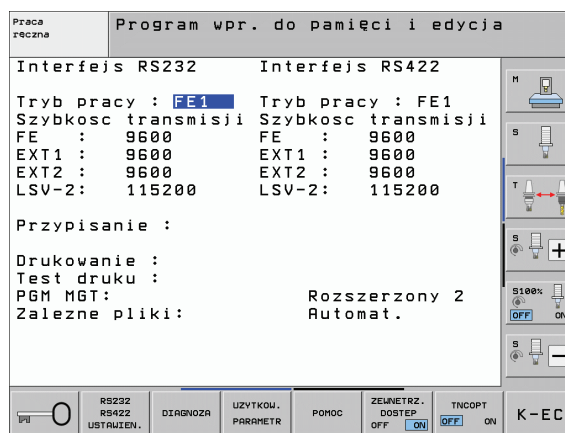 Praca
ręczna
Program wpr. do pamięci i edycja
Interfejs RS232 Interfejs RS422
Tryb pracy : FE1 Tryb pracy : FE1
Szybkosc transmisji Szybkosc transmisji
FE : 9600 FE : 9600
EXT1 : 9600 EXT1 : 9600
EXT2 : 9600 EXT2 : 9600
LSV-2: 115200 LSV-2: 115200
Przypisanie :
Drukowanie :
Test druku :
PGM MGT: Rozszerzony 2
Zalezne pliki: Automat.
M
S
T
S
S100%
OFF ON
S
RS232
RS422
USTAWIEN.
DIAGNOZA
UZYTKOW.
PARAMETR
POMOC
ZEWNETRZ.
DOSTEP
OFF ON
TNCOPT
OFF ON
K-EC